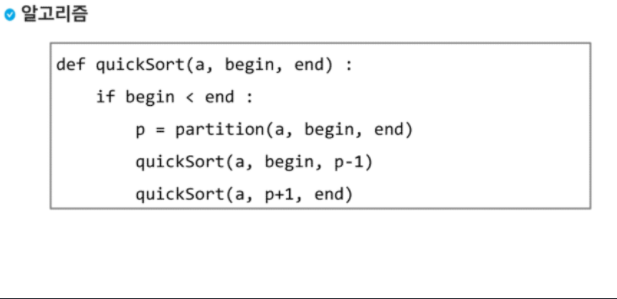 알고리즘
def quickSort(a, begin, end) :
    if begin < end :
        p = partition(a, begin, end)
        quickSort(a, begin, p-1)
        quickSort(a, p+1, end)